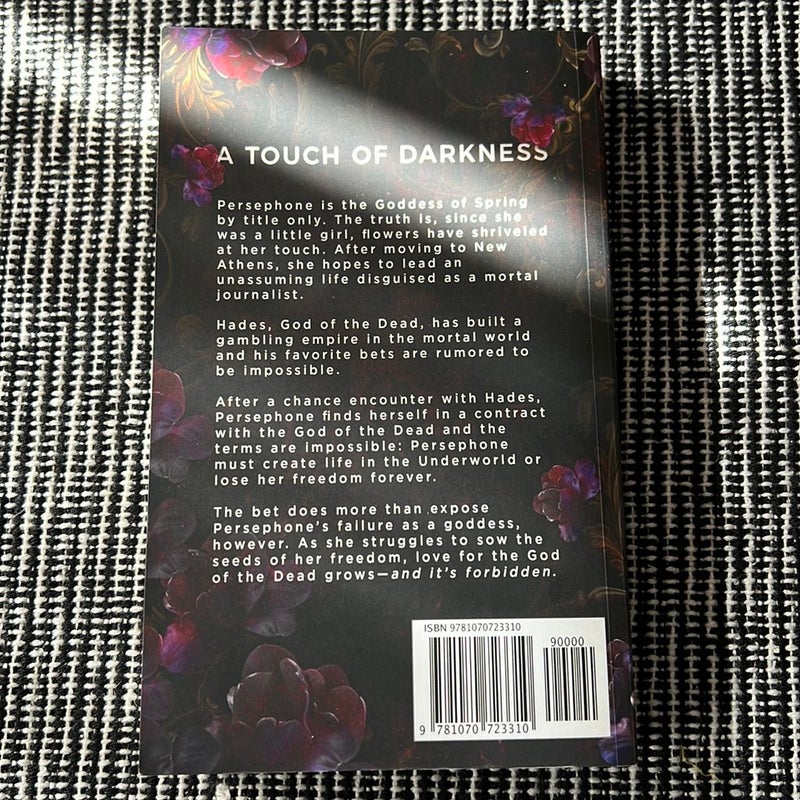 A TOUCH OF DARKNESS
Persephone is the Goddess of Spring
by title only. The truth is, since she
was a little girl, flowers have shriveled
at her touch. After moving to New
Athens, she hopes to lead an
unassuming life disguised as a mortal
journalist.
Hades, God of the Dead, has built a
gambling empire in the mortal world
and his favorite bets are rumored to
be impossible.
After a chance encounter with Hades,
Persephone finds herself in a contract
with the God of the Dead and the
terms are impossible: Persephone
must create life in the Underworld or
lose her freedom forever.
The bet does more than expose
Persephone's failure as a goddess,
however. As she struggles to sow the
seeds of her freedom, love for the God
of the Dead grows—and it's forbidden.
ISBN 9781070723310
90000
9 781070 723310